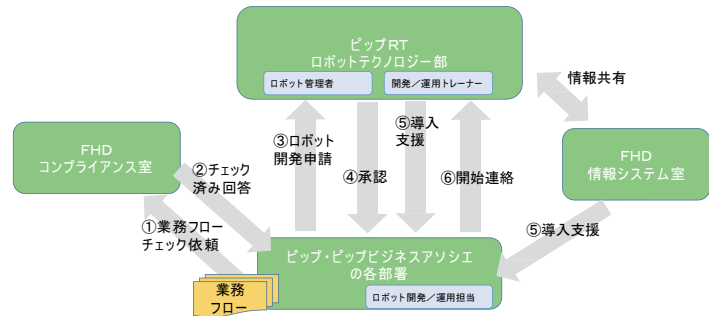 ピップRT
ロボットテクノロジー部
ロボット管理者
開発／運用トレーナー
情報共有
FHD
コンプライアンス室
②チェック
済み回答
③ロボット
開発申請
④承認
⑤導入
支援
⑥開始連絡
FHD
情報システム室
①業務フロー
チェック依頼
⑤導入支援
ピップ・ピップビジネスアソシエ
の各部署
ロボット開発／運用担当
業務
フロー